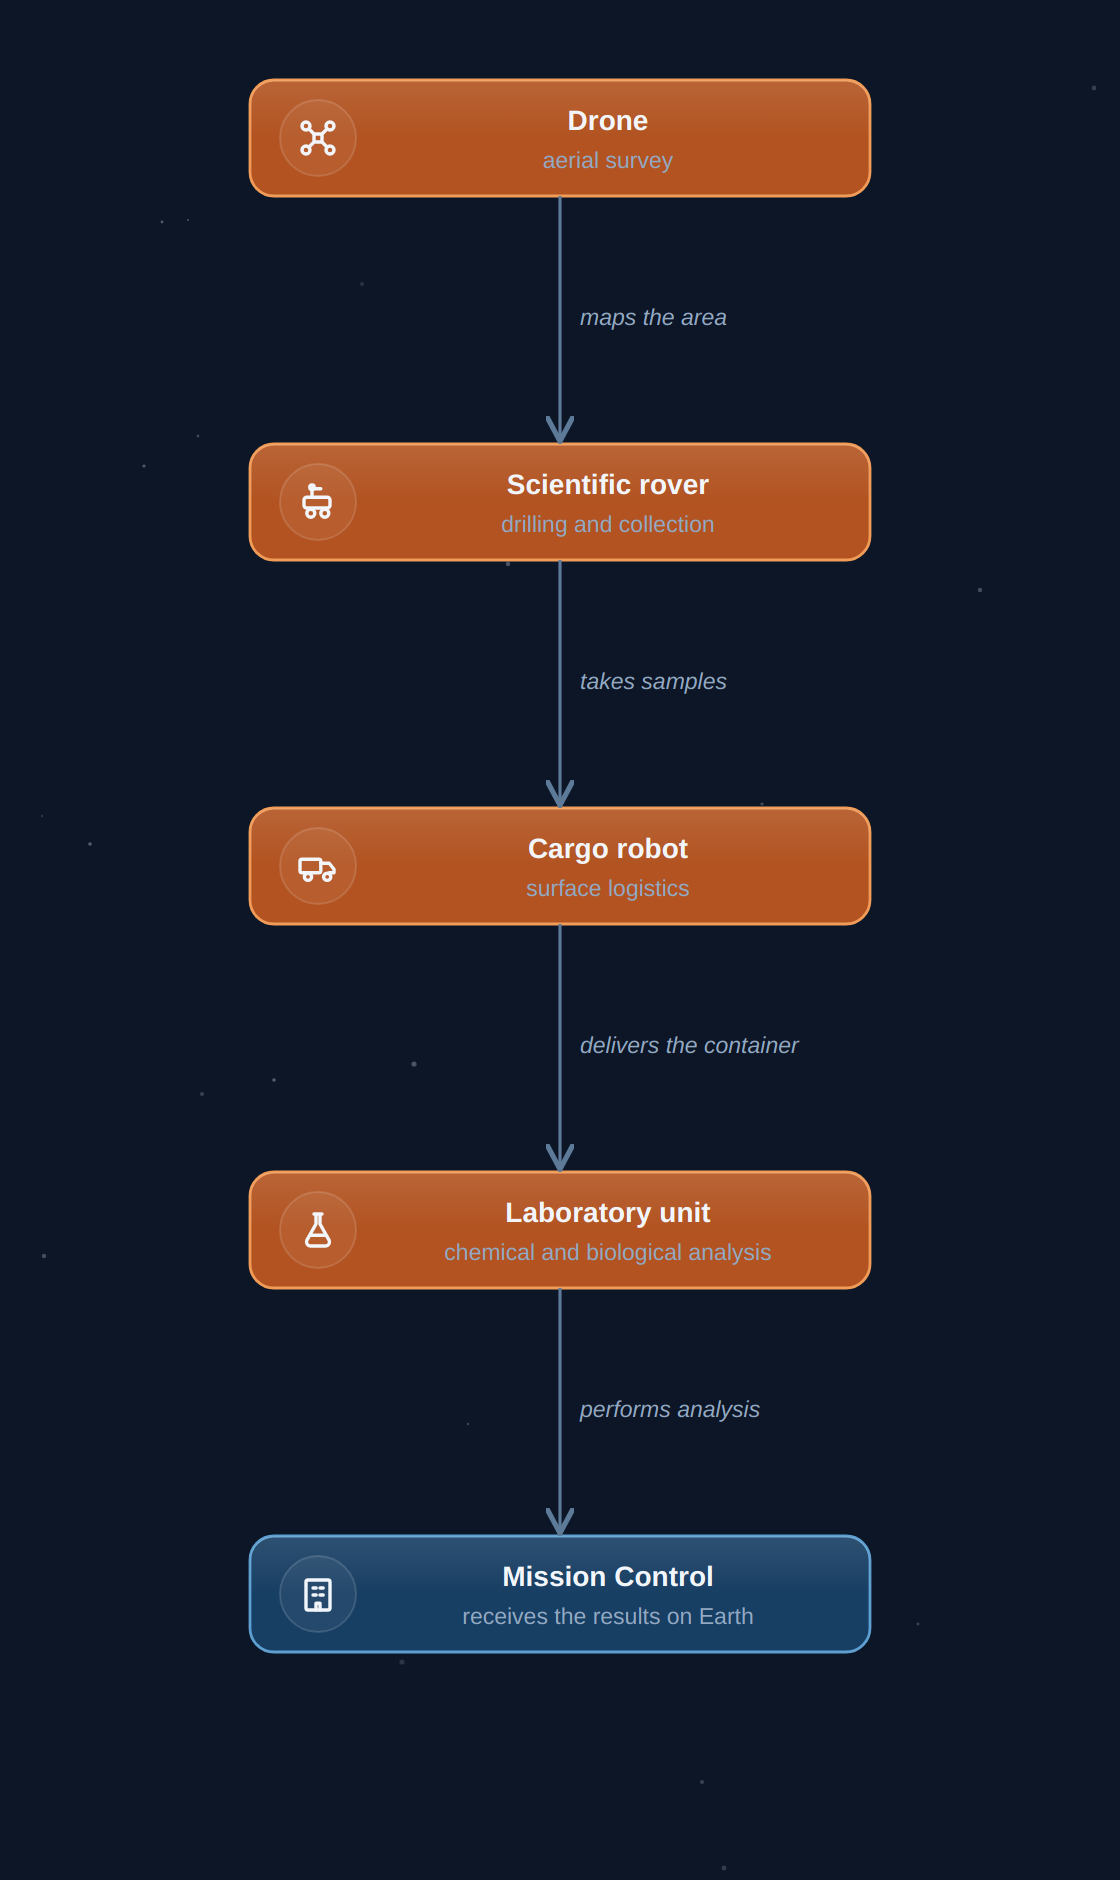 Drone
aerial survey
maps the area
Scientific rover
drilling and collection
takes samples
Cargo robot
surface logistics
delivers the container
Laboratory unit
chemical and biological analysis
performs analysis
Mission Control
receives the results on Earth